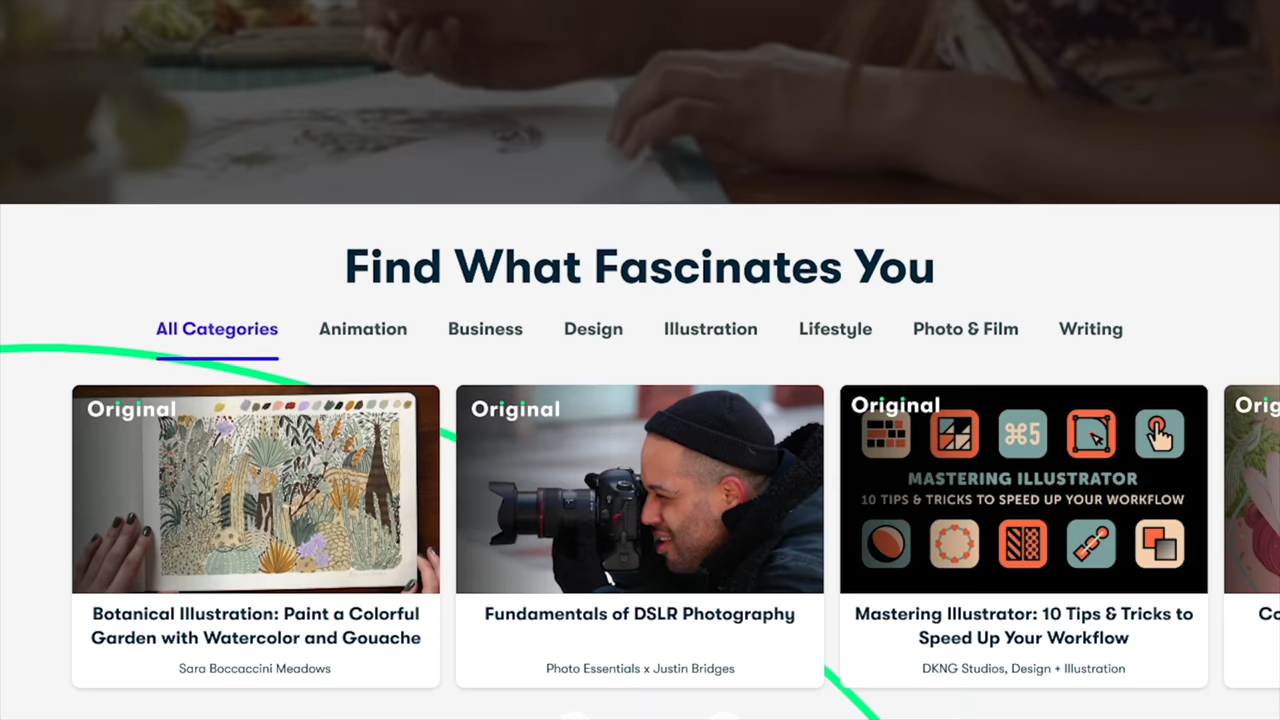 Find What Fascinates You
All Categories Animation Business Design Illustration Lifestyle Photo & Film Writing
Original
Botanical Illustration: Paint a Colorful
Garden with Watercolor and Gouache
Sara Boccaccini Meadows
Original
Fundamentals of DSLR Photography
Photo Essentials x Justin Bridges
Original
⌘5
MASTERING ILLUSTRATOR
10 TIPS & TRICKS TO SPEED UP YOUR WORKFLOW
Mastering Illustrator: 10 Tips & Tricks to
Speed Up Your Workflow
DKNG Studios, Design + Illustration